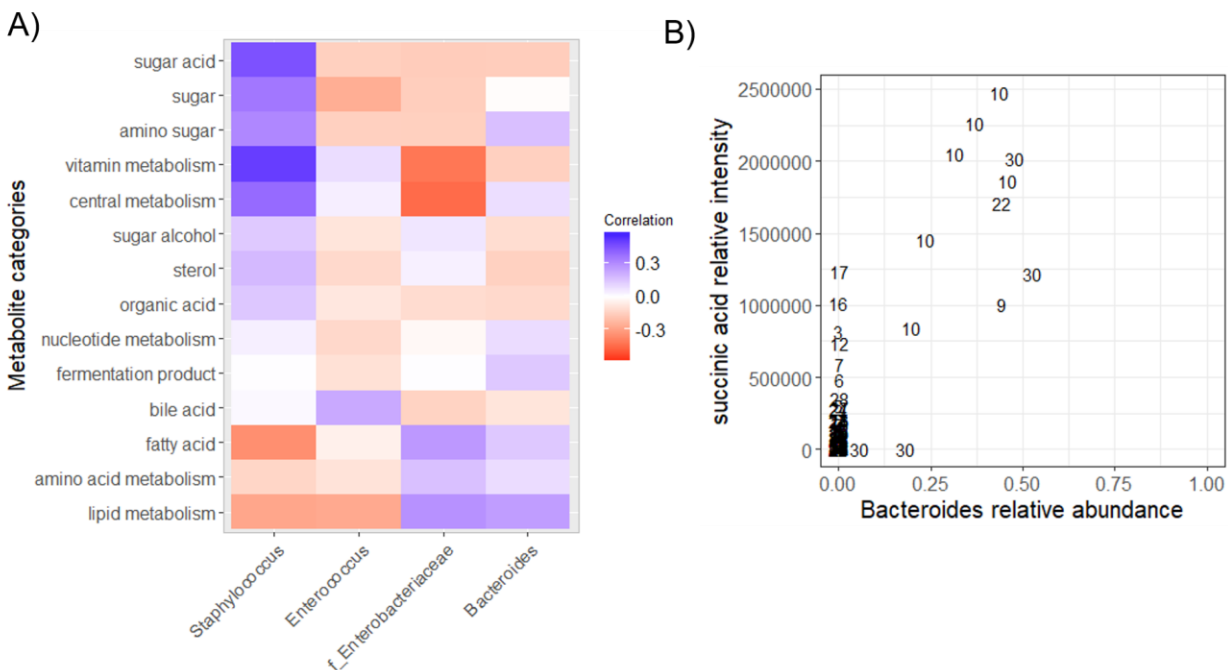 A)
Metabolite categories
sugar acid
sugar
amino sugar
vitamin metabolism
central metabolism
sugar alcohol
sterol
organic acid
nucleotide metabolism
fermentation product
bile acid
fatty acid
amino acid metabolism
lipid metabolism
Staphylococcus
Enterococcus
f_Enterobacteriaceae
Bacteroides
Correlation
0.3
0.0
-0.3
B)
succinic acid relative intensity
2500000
2000000
1500000
1000000
500000
0
10
10
10
30
10
22
10
17
30
16
9
3
10
12
7
6
28
30
30
0.00
0.25
0.50
0.75
1.00
Bacteroides relative abundance